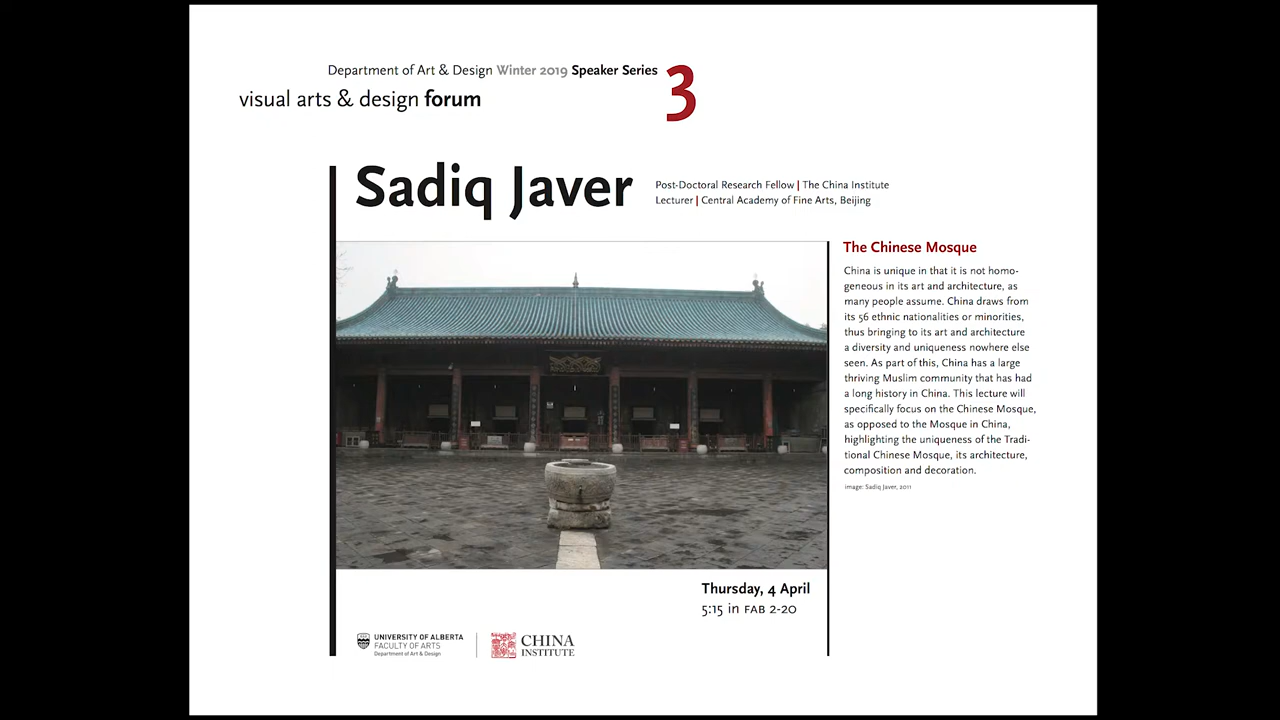 Department of Art & Design Winter 2019 Speaker Series 3
visual arts & design forum
Sadiq Javer
Post-Doctoral Research Fellow | The China Institute
Lecturer | Central Academy of Fine Arts, Beijing
The Chinese Mosque
China is unique in that it is not homo-
geneous in its art and architecture, as
many people assume. China draws from
its 56 ethnic nationalities or minorities,
thus bringing to its art and architecture
a diversity and uniqueness nowhere else
seen. As part of this, China has a large
thriving Muslim community that has had
a long history in China. This lecture will
specifically focus on the Chinese Mosque,
as opposed to the Mosque in China,
highlighting the uniqueness of the Tradi-
tional Chinese Mosque, its architecture,
composition and decoration.
image: Sadiq Javer, 2011
Thursday, 4 April
5:15 in FAB 2-20
UNIVERSITY OF ALBERTA
FACULTY OF ARTS
Department of Art & Design
CHINA
INSTITUTE